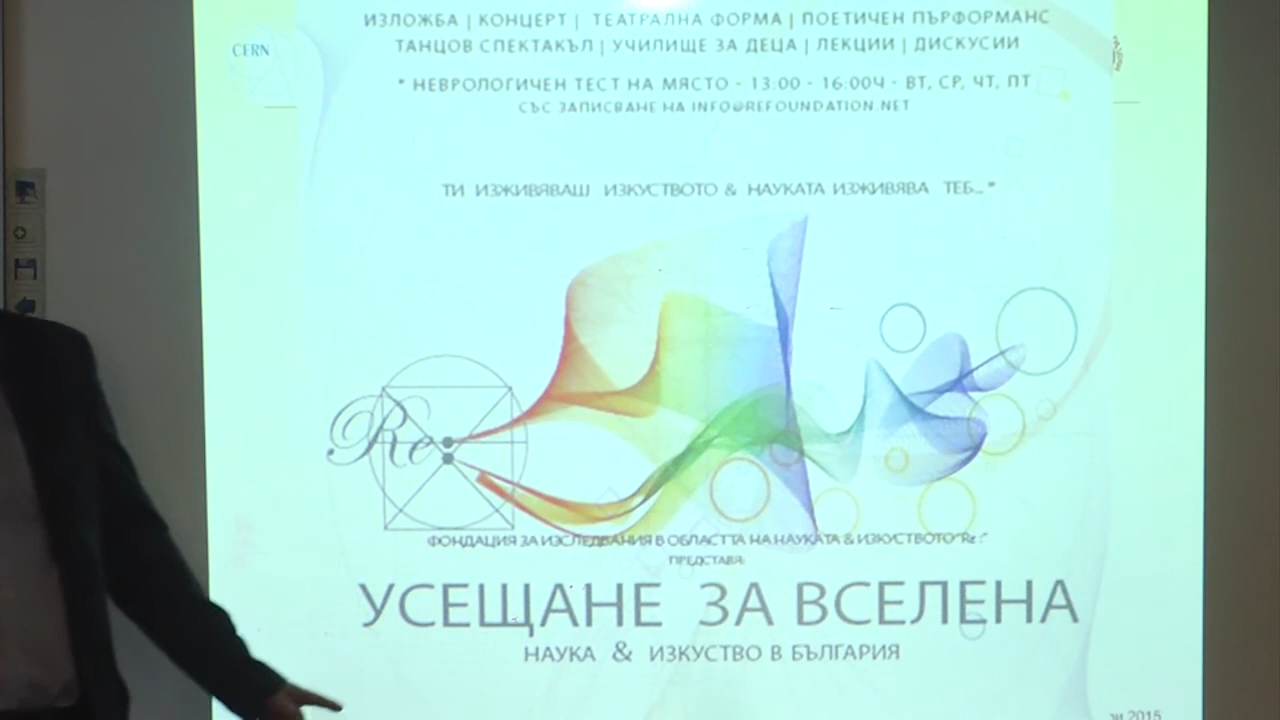 ИЗЛОЖБА | КОНЦЕРТ | ТЕАТРАЛНА ФОРМА | ПОЕТИЧЕН ПЪРФОРМАНС
CERN
ТАНЦОВ СПЕКТАКЪЛ | УЧИЛИЩЕ ЗА ДЕЦА | ЛЕКЦИИ | ДИСКУСИИ
* НЕВРОЛОГИЧЕН ТЕСТ НА МЯСТО - 13:00 - 16:00Ч - ВТ, СР, ЧТ, ПТ
СЪС ЗАПИСВАНЕ НА INFO@REFOUNDATION.NET
ТИ ИЗЖИВЯВАШ ИЗКУСТВОТО & НАУКАТА ИЗЖИВЯВА ТЕБ... "
Re
ФОНДАЦИЯ ЗА ИЗСЛЕДВАНИЯ В ОБЛАСТТА НА НАУКАТА & ИЗКУСТВОТО "Re :"
ПРЕДСТАВЯ:
УСЕЩАНЕ ЗА ВСЕЛЕНА
НАУКА & ИЗКУСТВО В БЪЛГАРИЯ
2015